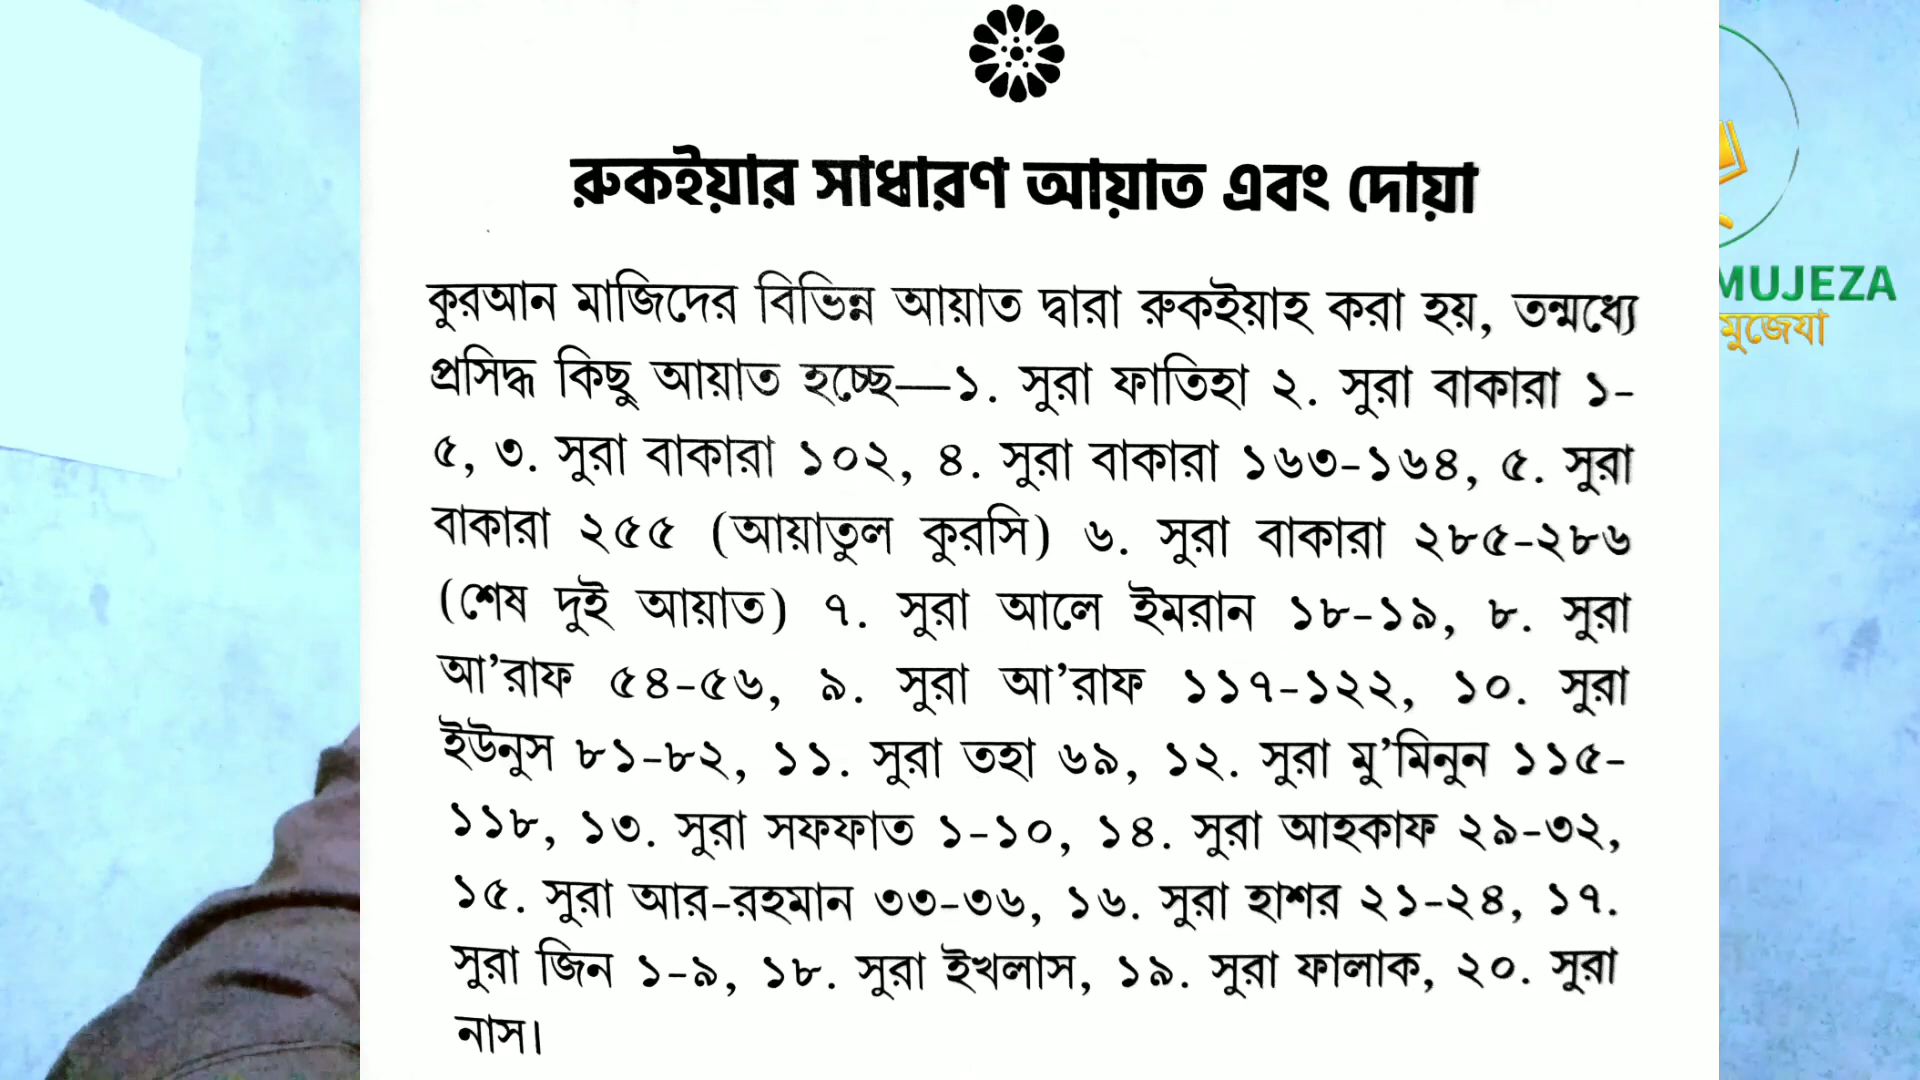 রুকইয়ার সাধারণ আয়াত এবং দোয়া
কুরআন মাজিদের বিভিন্ন আয়াত দ্বারা রুকইয়াহ করা হয়, তন্মধ্যে
প্রসিদ্ধ কিছু আয়াত হচ্ছে—১. সুরা ফাতিহা ২. সুরা বাকারা ১-
৫, ৩. সুরা বাকারা ১০২, ৪. সুরা বাকারা ১৬৩-১৬৪, ৫. সুরা
বাকারা ২৫৫ (আয়াতুল কুরসি) ৬. সুরা বাকারা ২৮৫-২৮৬
(শেষ দুই আয়াত) ৭. সুরা আলে ইমরান ১৮-১৯, ৮. সুরা
আ’রাফ ৫৪-৫৬, ৯. সুরা আ’রাফ ১১৭-১২২, ১০. সুরা
ইউনুস ৮১-৮২, ১১. সুরা তহা ৬৯, ১২. সুরা মু’মিনুন ১১৫-
১১৮, ১৩. সুরা সফফাত ১-১০, ১৪. সুরা আহকাফ ২৯-৩২,
১৫. সুরা আর-রহমান ৩৩-৩৬, ১৬. সুরা হাশর ২১-২৪, ১৭.
সুরা জিন ১-৯, ১৮. সুরা ইখলাস, ১৯. সুরা ফালাক, ২০. সুরা
নাস।
MUJEZA
মুজেযা